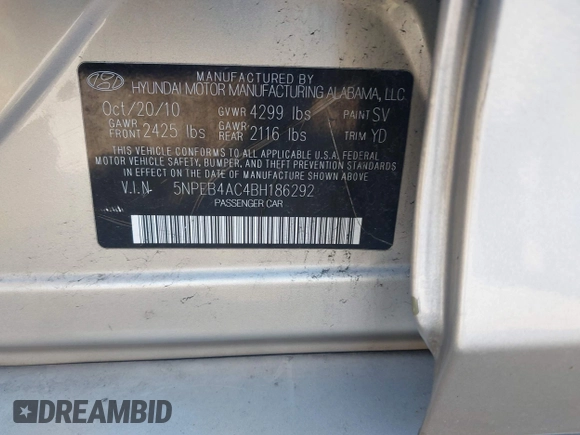 MANUFACTURED BY
HYUNDAI MOTOR MANUFACTURING ALABAMA, LLC.
Oct/20/10 GVWR 4299 lbs PAINT SV
GAWR FRONT 2425 lbs GAWR REAR 2116 lbs TRIM YD
THIS VEHICLE CONFORMS TO ALL APPLICABLE U.S.A. FEDERAL
MOTOR VEHICLE SAFETY, BUMPER, AND THEFT PREVENTION STANDARDS
IN EFFECT ON THE DATE OF MANUFACTURE SHOWN ABOVE.
V.I.N. 5NPEB4AC4BH186292
PASSENGER CAR
DREAMBID